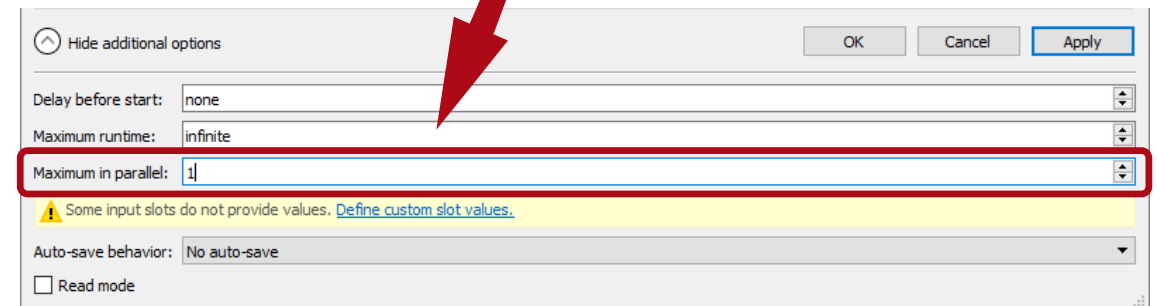 Hide additional options OK Cancel Apply
Delay before start: none
Maximum runtime: infinite
Maximum in parallel: 1
Some input slots do not provide values. Define custom slot values.
Auto-save behavior: No auto-save
Read mode